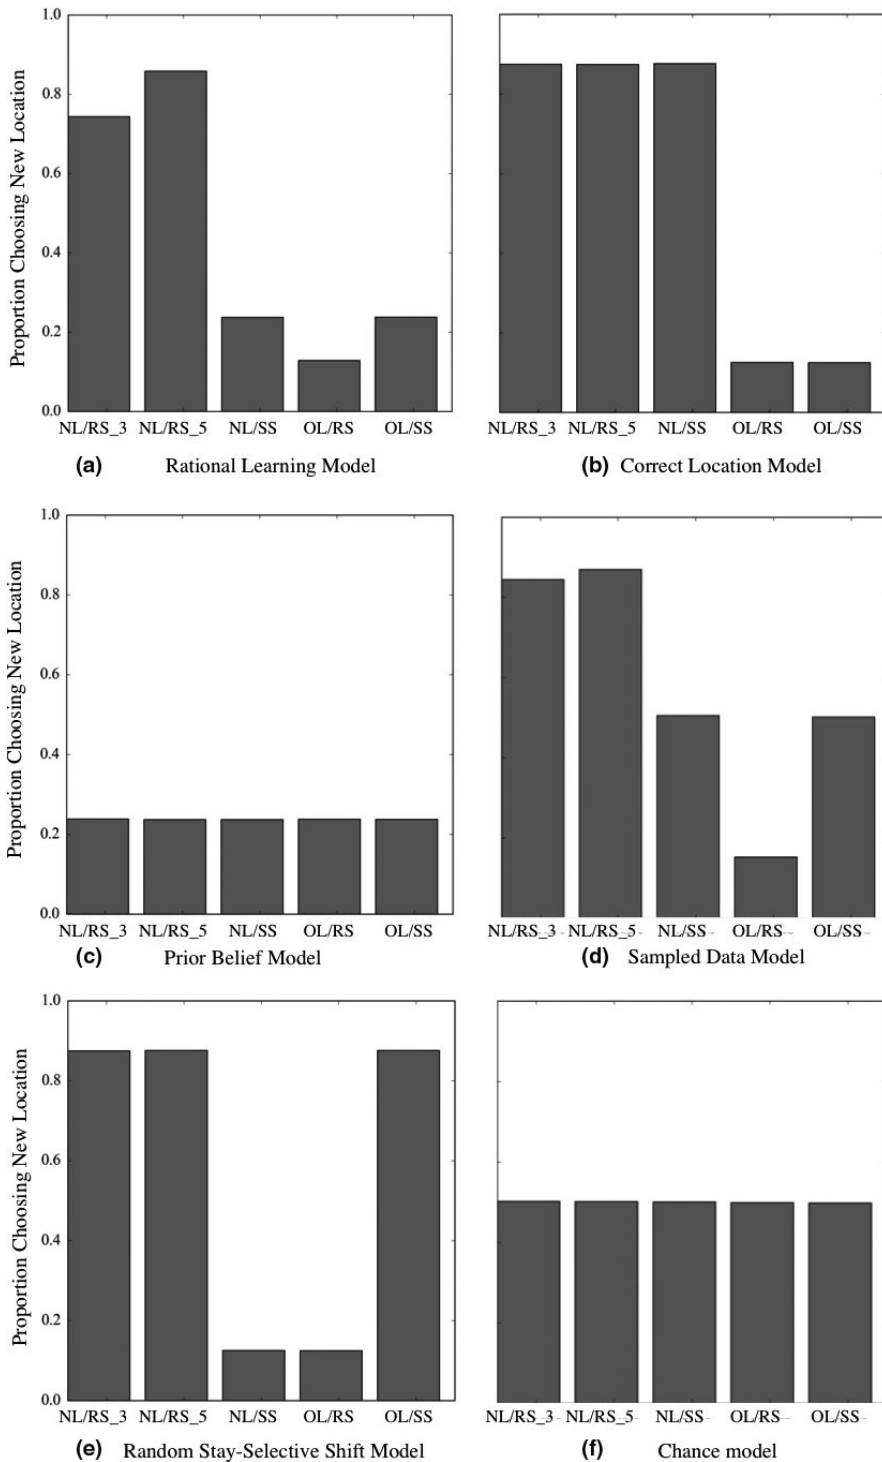 Proportion Choosing New Location
1.0
0.8
0.6
0.4
0.2
0.0
NL/RS_3 NL/RS_5 NL/SS OL/RS OL/SS
(a) Rational Learning Model
NL/RS_3 NL/RS_5 NL/SS OL/RS OL/SS
(b) Correct Location Model
Proportion Choosing New Location
1.0
0.8
0.6
0.4
0.2
0.0
NL/RS_3 NL/RS_5 NL/SS OL/RS OL/SS
(c) Prior Belief Model
NL/RS_3 NL/RS_5 NL/SS OL/RS OL/SS
(d) Sampled Data Model
Proportion Choosing New Location
1.0
0.8
0.6
0.4
0.2
0.0
NL/RS_3 NL/RS_5 NL/SS OL/RS OL/SS
(e) Random Stay-Selective Shift Model
NL/RS_3 NL/RS_5 NL/SS OL/RS OL/SS
(f) Chance model